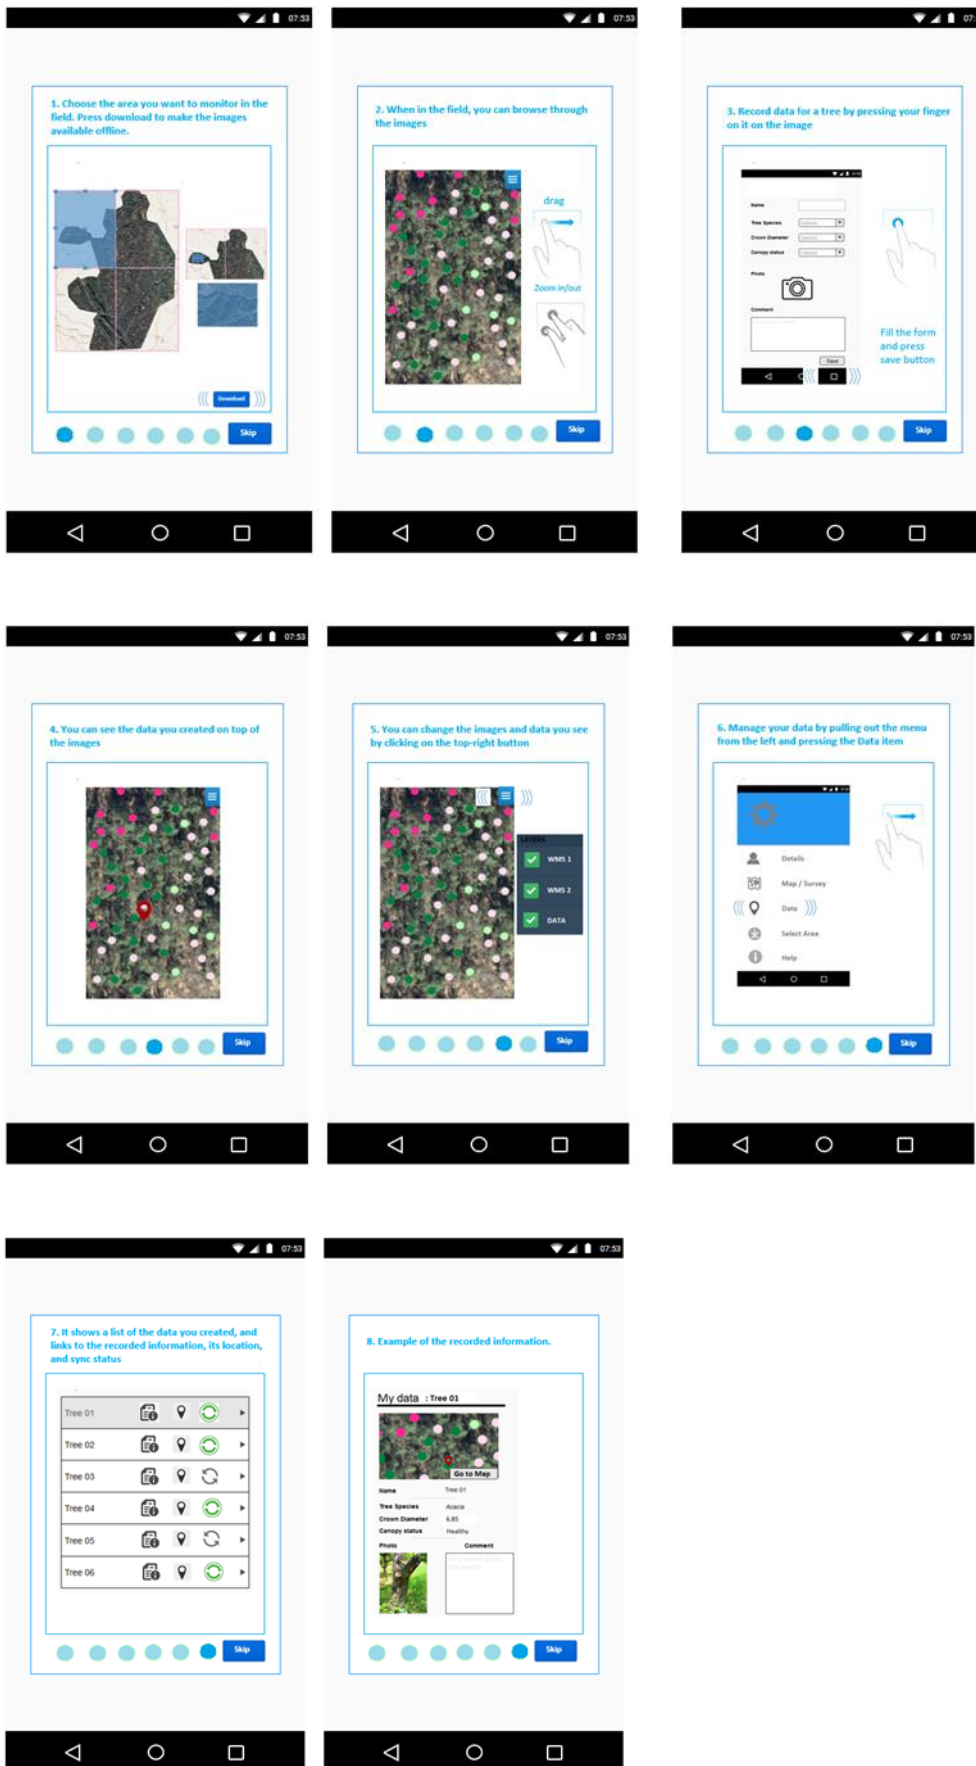 07:53
1. Choose the area you want to monitor in the
field. Press download to make the images
available offline.
Download
Skip
07:53
2. When in the field, you can browse through
the images
drag
Zoom in/out
Skip
07:
3. Record data for a tree by pressing your finger
on it on the image
Name
Tree Species
Crown Diameter
Canopy status
Photo
Comment
Save
Fill the form
and press
save button
Skip
07:53
4. You can see the data you created on top of
the images
Skip
07:53
5. You can change the images and data you see
by clicking on the top-right button
LAYERS
WMS 1
WMS 2
DATA
Skip
07:53
6. Manage your data by pulling out the menu
from the left and pressing the Data item
Details
Map / Survey
Data
Select Area
Help
Skip
07:53
7. It shows a list of the data you created, and
links to the recorded information, its location,
and sync status
Tree 01
Tree 02
Tree 03
Tree 04
Tree 05
Tree 06
Skip
07:53
8. Example of the recorded information.
My data : Tree 01
Go to Map
Name Tree 01
Tree Species Acacia
Crown Diameter 6.85
Canopy status Healthy
Photo Comment
Skip